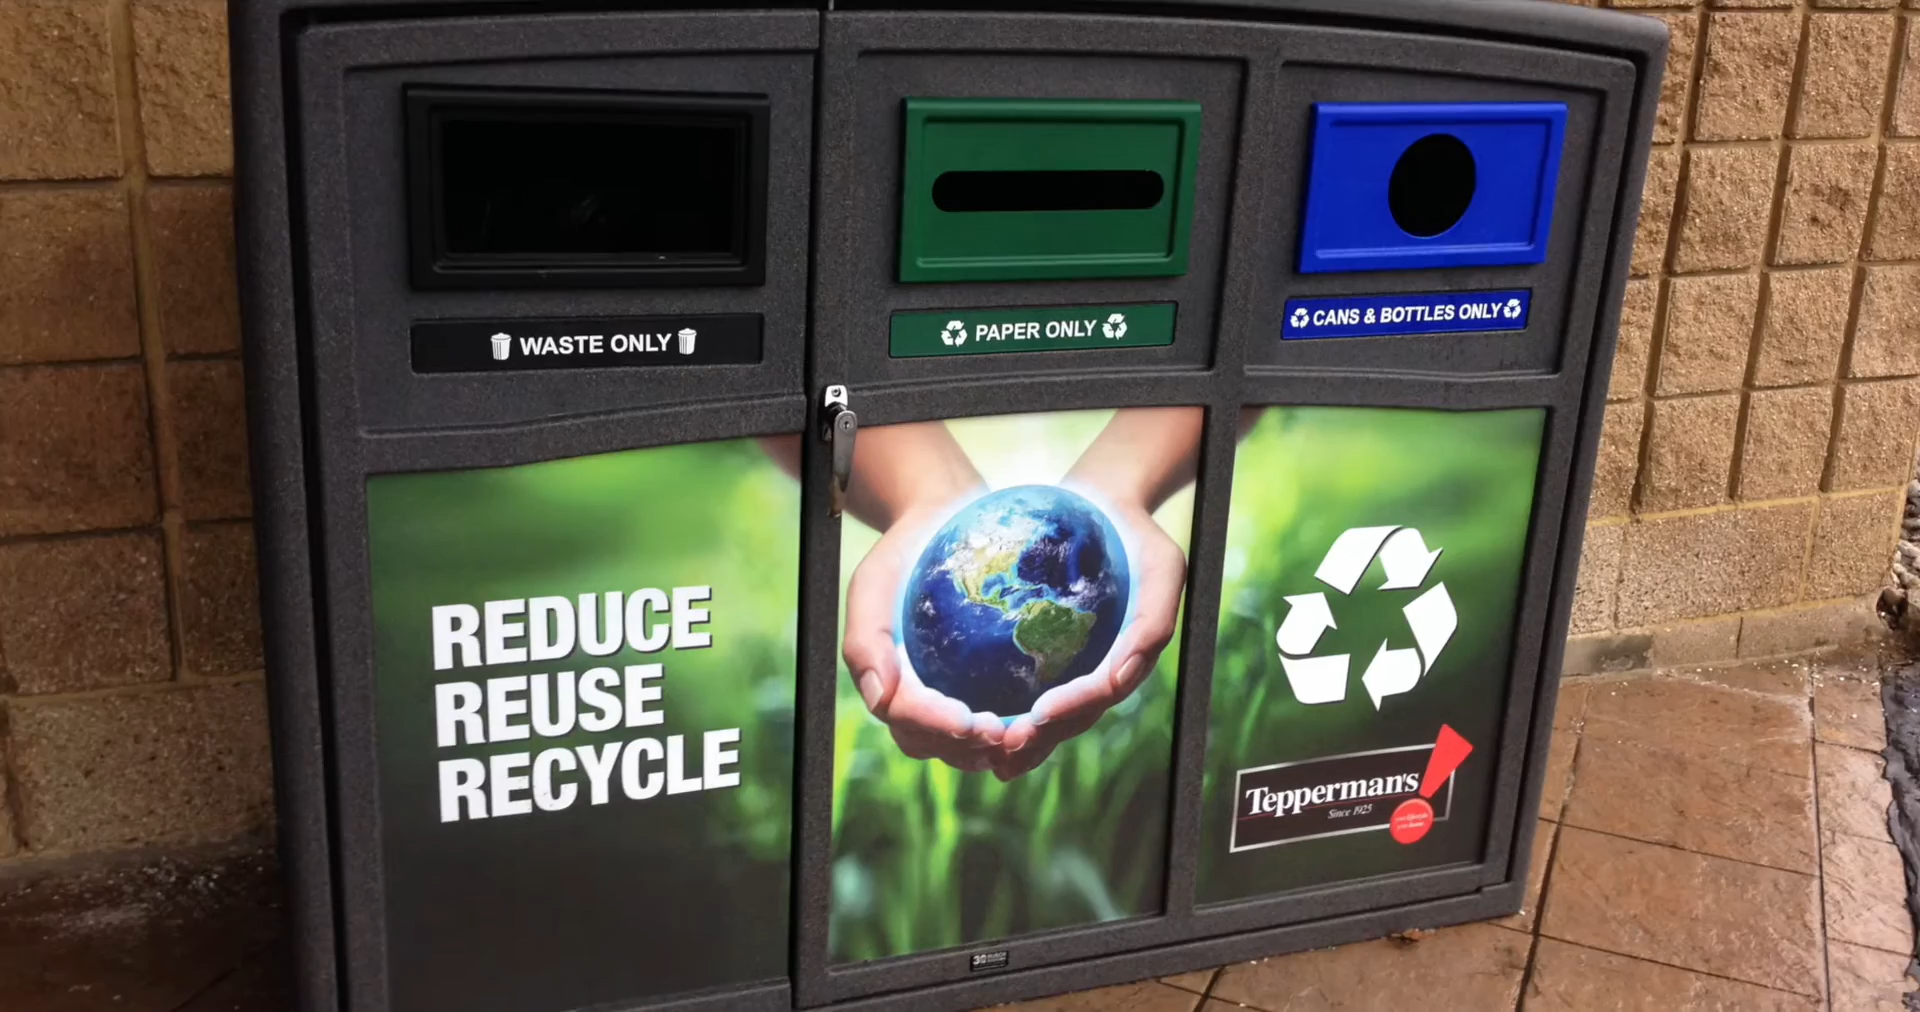 WASTE ONLY
PAPER ONLY
CANS & BOTTLES ONLY
REDUCE
REUSE
RECYCLE
Tepperman's
Since 1925